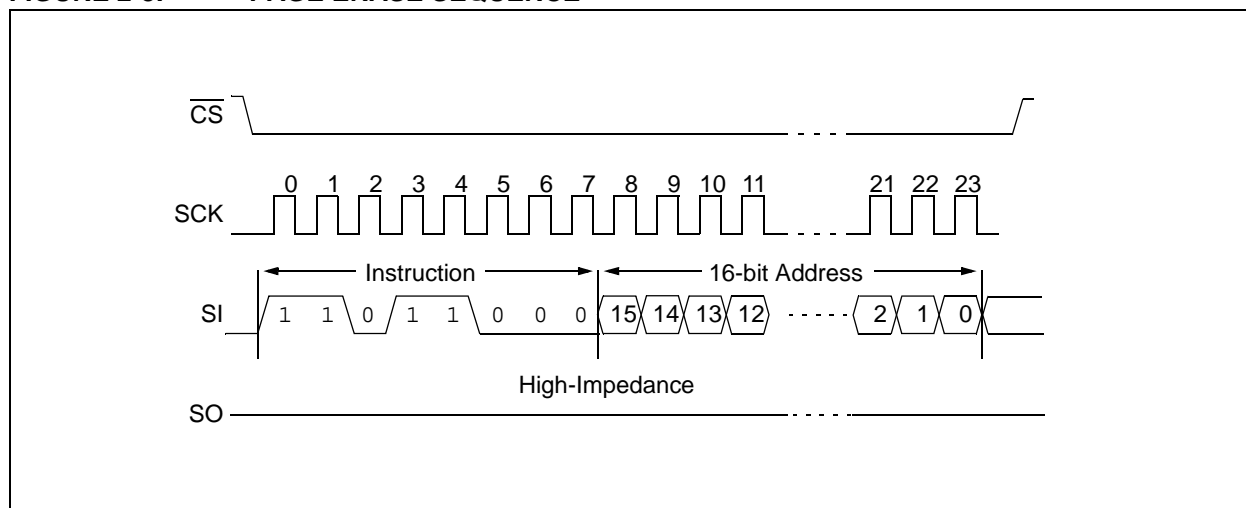 CS
0 1 2 3 4 5 6 7 8 9 10 11 21 22 23
SCK
Instruction 16-bit Address
SI 1 1 0 1 1 0 0 0 15 14 13 12 2 1 0
High-Impedance
SO